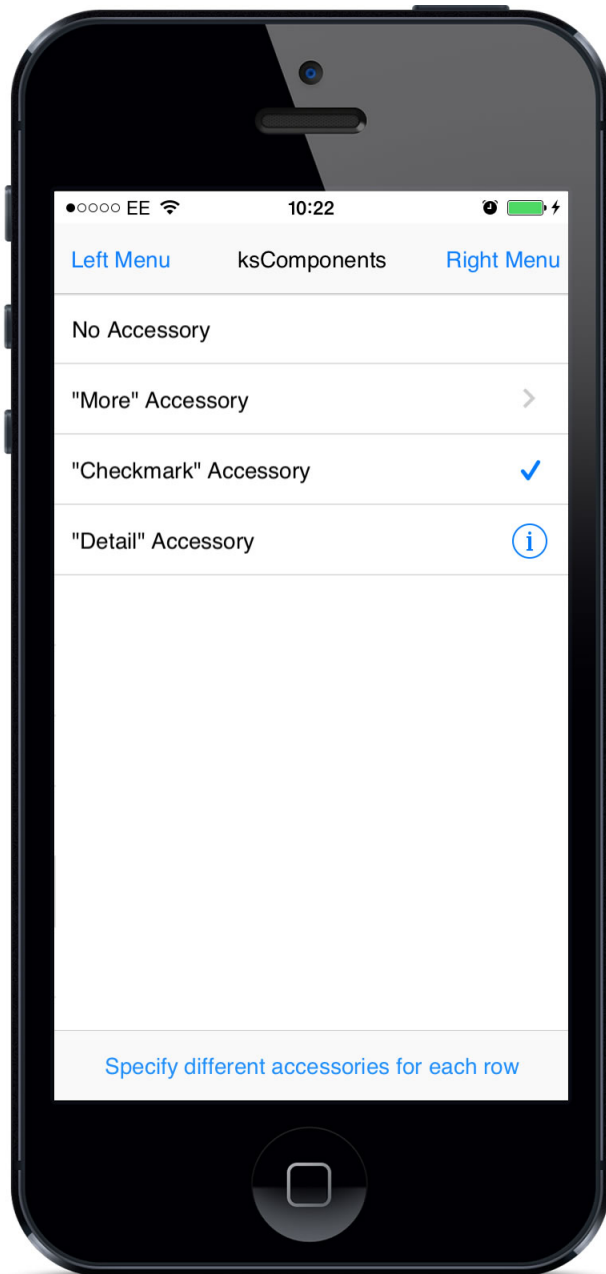 EE 10:22
Left Menu ksComponents Right Menu
No Accessory
"More" Accessory
"Checkmark" Accessory
"Detail" Accessory
Specify different accessories for each row